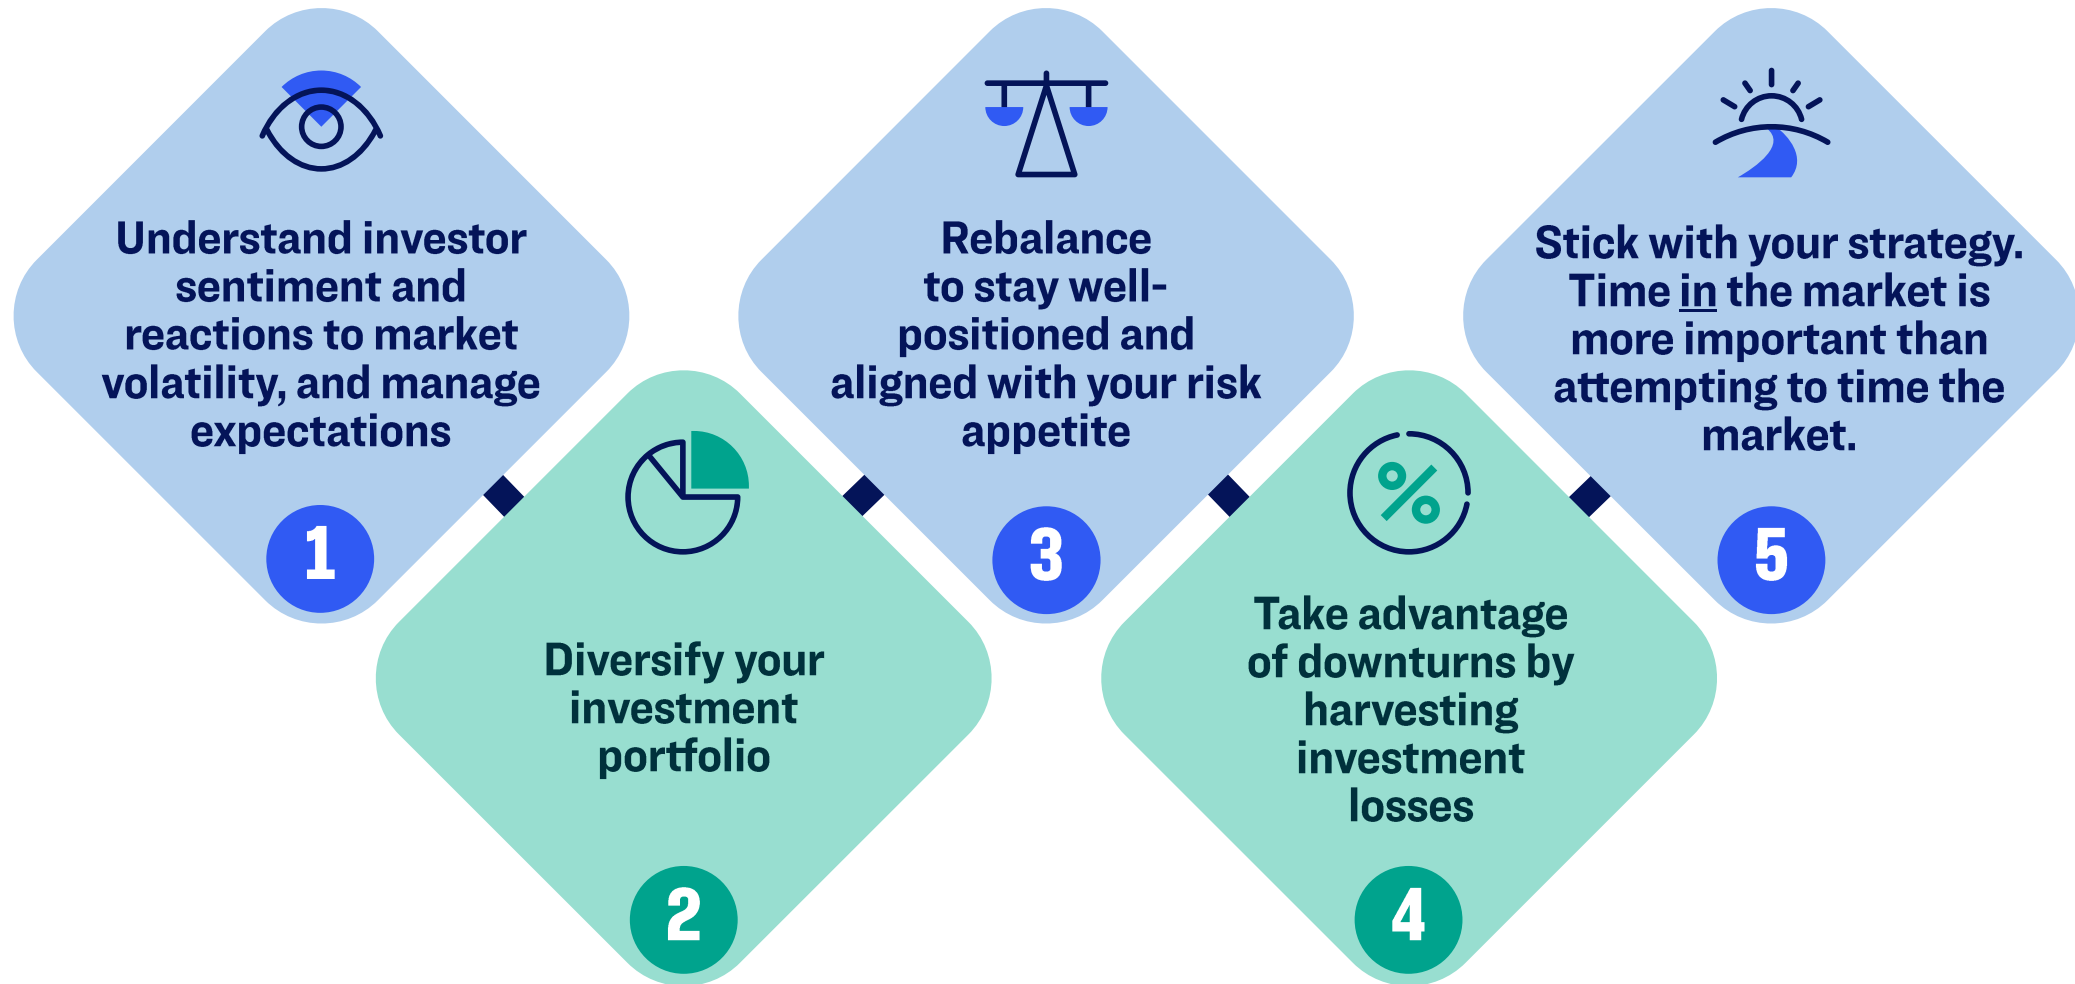 Understand investor
sentiment and
reactions to market
volatility, and manage
expectations
1
Diversify your
investment
portfolio
2
Rebalance
to stay well-
positioned and
aligned with your risk
appetite
3
%
Take advantage
of downturns by
harvesting
investment
losses
4
Stick with your strategy.
Time in the market is
more important than
attempting to time the
market.
5